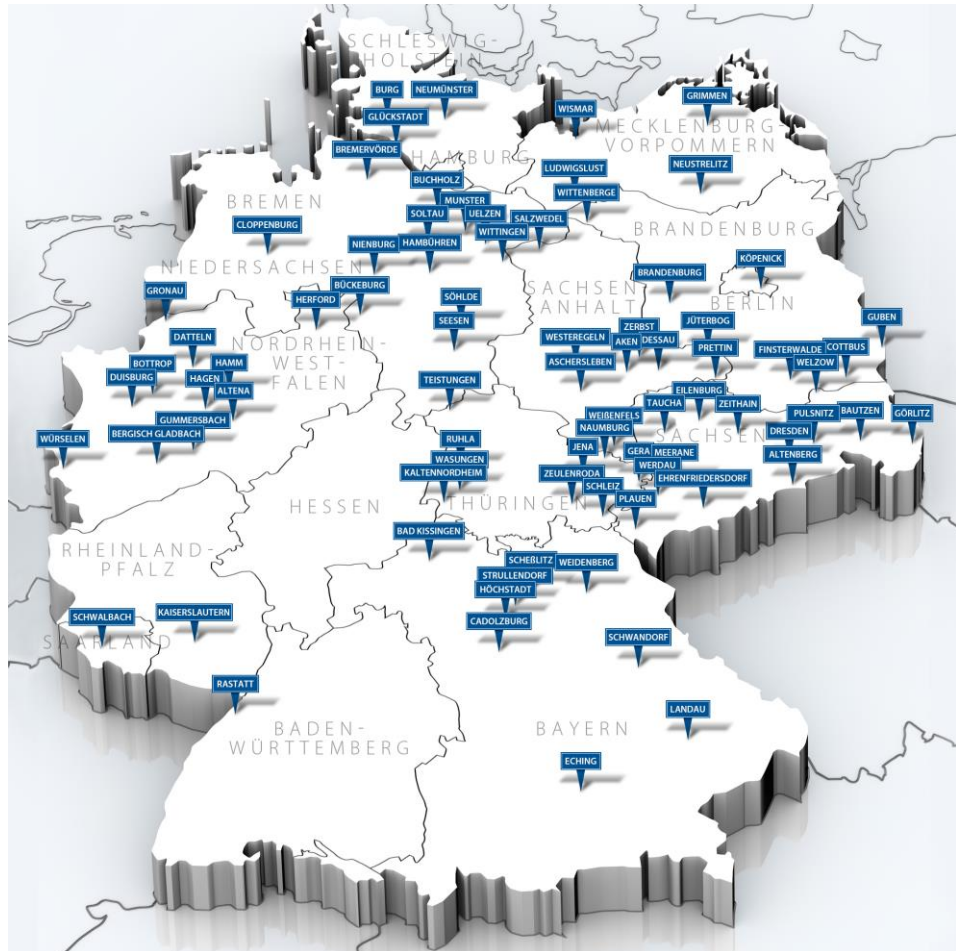 SCHLESWIG-
HOLSTEIN
BURG
NEUMÜNSTER
GLÜCKSTADT
WISMAR
GRIMMEN
MECKLENBURG-
VORPOMMERN
BREMERVÖRDE
HAMBURG
LUDWIGSLUST
NEUSTRELITZ
BUCHHOLZ
WITTENBERGE
BREMEN
MUNSTER
SOLTAU
UELZEN
SALZWEDEL
CLOPPENBURG
WITTINGEN
BRANDENBURG
NIENBURG
HAMBÜHREN
NIEDERSACHSEN
KÖPENICK
BRANDENBURG
GRONAU
BÜCKEBURG
HERFORD
SÖHLDE
SACHSEN
ANHALT
BERLIN
SEESEN
GUBEN
DATTELN
NORDRHEIN-
WEST-
FALEN
WESTEREGELN
ZERBST
AKEN
DESSAU
JÜTERBOG
PRETTIN
FINSTERWALDE
COTTBUS
WELZOW
BOTTROP
DUISBURG
HAMM
HAGEN
ALTENA
ASCHERSLEBEN
TEISTUNGEN
EILENBURG
TAUCHA
ZEITHAIN
GUMMERSBACH
BERGISCH GLADBACH
WÜRSELEN
WEIßENFELS
NAUMBURG
SACHSEN
PULSNITZ
BAUTZEN
GÖRLITZ
DRESDEN
ALTENBERG
RUHLA
WASUNGEN
KALTENNORDHEIM
JENA
GERA
MEERANE
WERDAU
ZEULENRODA
EHRENFRIEDERSDORF
SCHLEIZ
PLAUEN
HESSEN
THÜRINGEN
BAD KISSINGEN
RHEINLAND-
PFALZ
SCHEßLITZ
WEIDENBERG
STRULLENDORF
HÖCHSTADT
SCHWALBACH
KAISERSLAUTERN
CADOLZBURG
SAARLAND
SCHWANDORF
RASTATT
LANDAU
BADEN-
WÜRTTEMBERG
BAYERN
ECHING